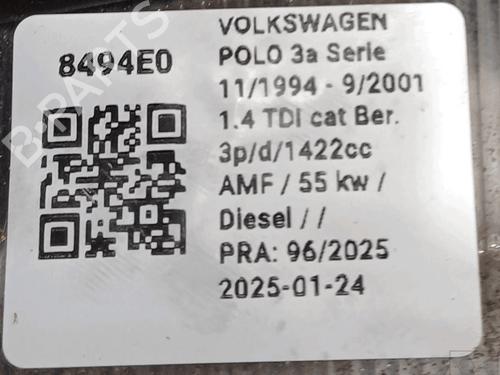 8494E0
VOLKSWAGEN
POLO 3a Serie
11/1994 - 9/2001
1.4 TDI cat Ber.
3p/d/1422cc
AMF / 55 kw /
Diesel / /
PRA: 96/2025
2025-01-24
B-PARTS